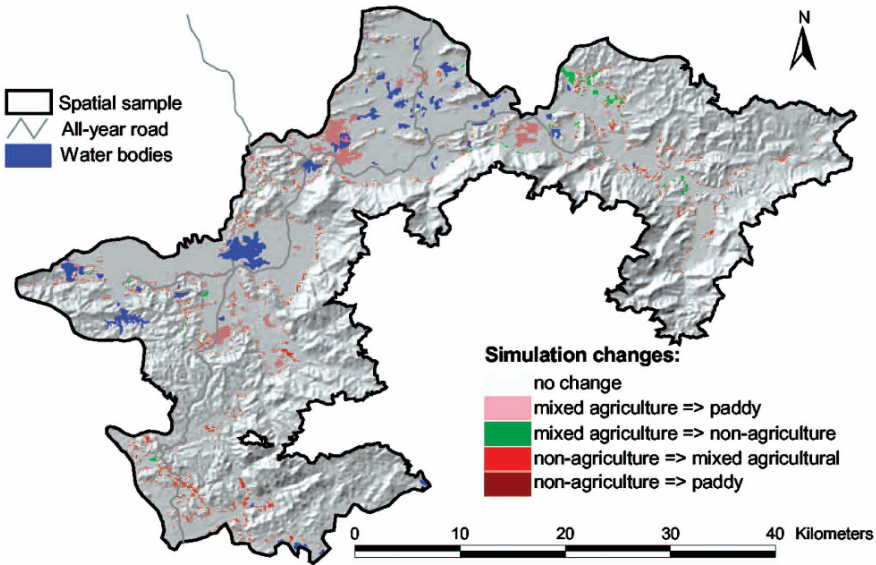 N
Spatial sample
All-year road
Water bodies
Simulation changes:
no change
mixed agriculture => paddy
mixed agriculture => non-agriculture
non-agriculture => mixed agricultural
non-agriculture => paddy
0 10 20 30 40 Kilometers